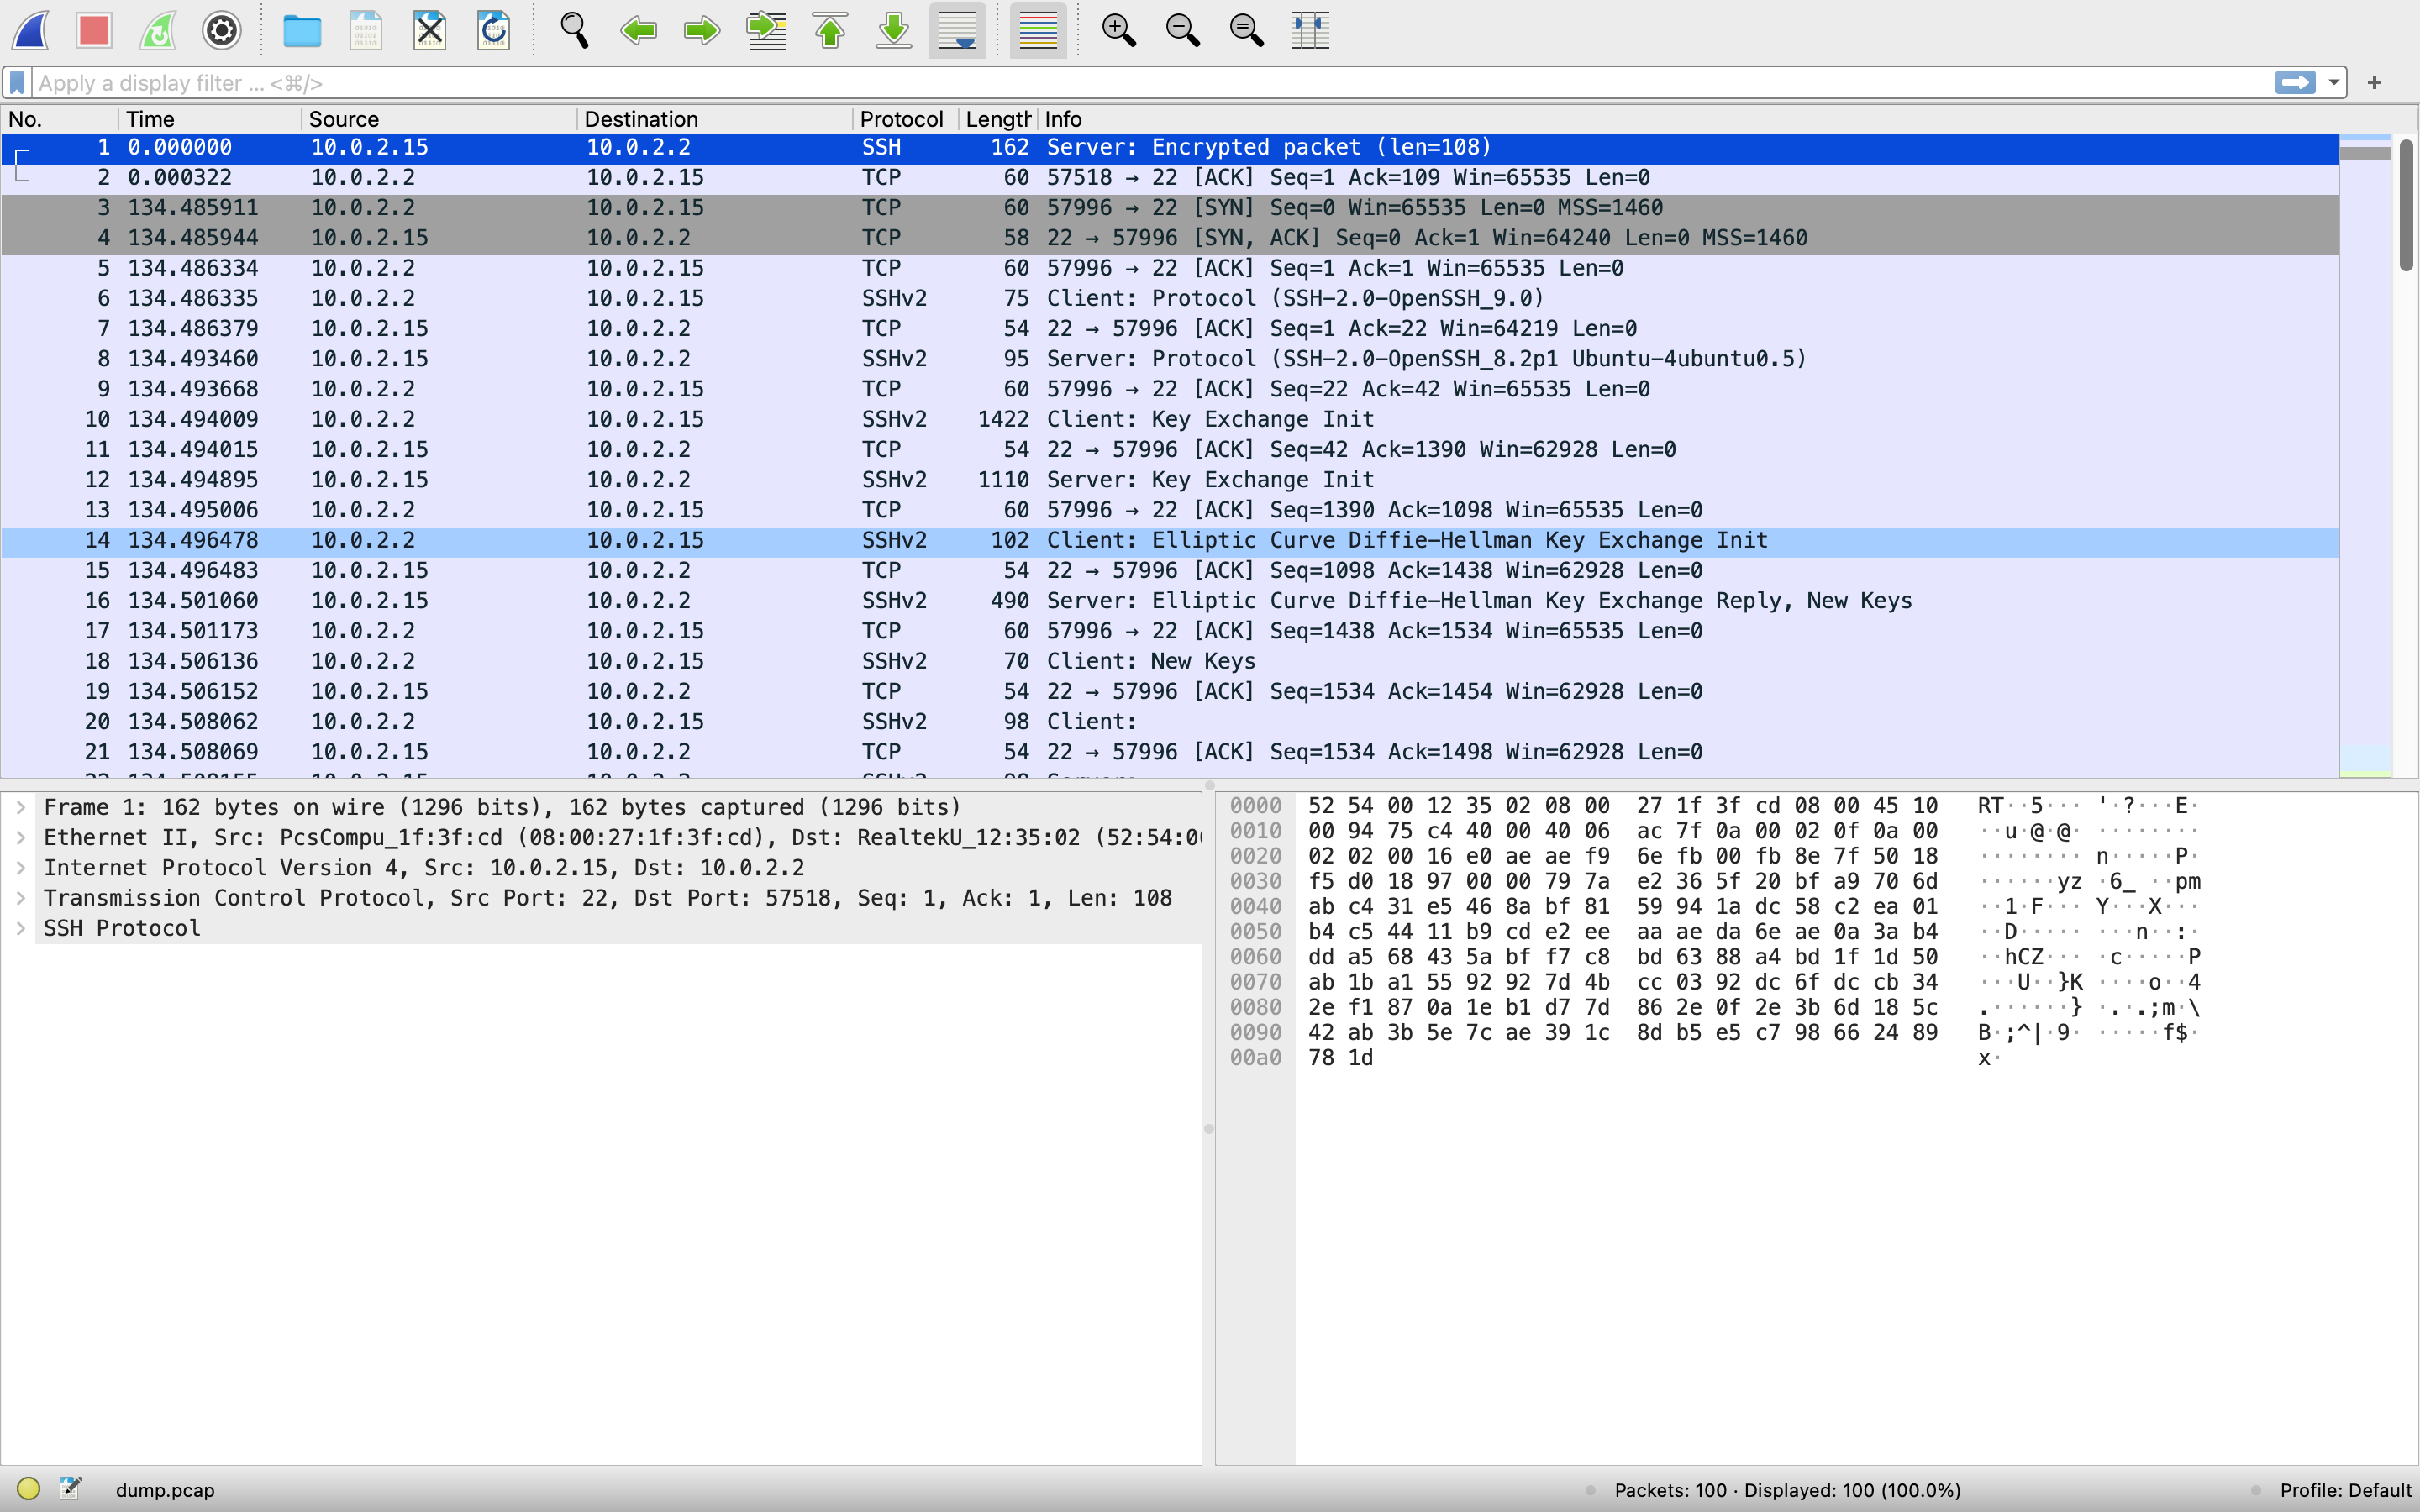 Apply a display filter ... <⌘/>
No. Time Source Destination Protocol Length Info
1 0.000000 10.0.2.15 10.0.2.2 SSH 162 Server: Encrypted packet (len=108)
2 0.000322 10.0.2.2 10.0.2.15 TCP 60 57518 → 22 [ACK] Seq=1 Ack=109 Win=65535 Len=0
3 134.485911 10.0.2.2 10.0.2.15 TCP 60 57996 → 22 [SYN] Seq=0 Win=65535 Len=0 MSS=1460
4 134.485944 10.0.2.15 10.0.2.2 TCP 58 22 → 57996 [SYN, ACK] Seq=0 Ack=1 Win=64240 Len=0 MSS=1460
5 134.486334 10.0.2.2 10.0.2.15 TCP 60 57996 → 22 [ACK] Seq=1 Ack=1 Win=65535 Len=0
6 134.486335 10.0.2.2 10.0.2.15 SSHv2 75 Client: Protocol (SSH-2.0-OpenSSH_9.0)
7 134.486379 10.0.2.15 10.0.2.2 TCP 54 22 → 57996 [ACK] Seq=1 Ack=22 Win=64219 Len=0
8 134.493460 10.0.2.15 10.0.2.2 SSHv2 95 Server: Protocol (SSH-2.0-OpenSSH_8.2p1 Ubuntu-4ubuntu0.5)
9 134.493668 10.0.2.2 10.0.2.15 TCP 60 57996 → 22 [ACK] Seq=22 Ack=42 Win=65535 Len=0
10 134.494009 10.0.2.2 10.0.2.15 SSHv2 1422 Client: Key Exchange Init
11 134.494015 10.0.2.15 10.0.2.2 TCP 54 22 → 57996 [ACK] Seq=42 Ack=1390 Win=62928 Len=0
12 134.494895 10.0.2.15 10.0.2.2 SSHv2 1110 Server: Key Exchange Init
13 134.495006 10.0.2.2 10.0.2.15 TCP 60 57996 → 22 [ACK] Seq=1390 Ack=1098 Win=65535 Len=0
14 134.496478 10.0.2.2 10.0.2.15 SSHv2 102 Client: Elliptic Curve Diffie-Hellman Key Exchange Init
15 134.496483 10.0.2.15 10.0.2.2 TCP 54 22 → 57996 [ACK] Seq=1098 Ack=1438 Win=62928 Len=0
16 134.501060 10.0.2.15 10.0.2.2 SSHv2 490 Server: Elliptic Curve Diffie-Hellman Key Exchange Reply, New Keys
17 134.501173 10.0.2.2 10.0.2.15 TCP 60 57996 → 22 [ACK] Seq=1438 Ack=1534 Win=65535 Len=0
18 134.506136 10.0.2.2 10.0.2.15 SSHv2 70 Client: New Keys
19 134.506152 10.0.2.15 10.0.2.2 TCP 54 22 → 57996 [ACK] Seq=1534 Ack=1454 Win=62928 Len=0
20 134.508062 10.0.2.2 10.0.2.15 SSHv2 98 Client:
21 134.508069 10.0.2.15 10.0.2.2 TCP 54 22 → 57996 [ACK] Seq=1534 Ack=1498 Win=62928 Len=0
Frame 1: 162 bytes on wire (1296 bits), 162 bytes captured (1296 bits)
Ethernet II, Src: PcsCompu_1f:3f:cd (08:00:27:1f:3f:cd), Dst: RealtekU_12:35:02 (52:54:0
Internet Protocol Version 4, Src: 10.0.2.15, Dst: 10.0.2.2
Transmission Control Protocol, Src Port: 22, Dst Port: 57518, Seq: 1, Ack: 1, Len: 108
SSH Protocol
0000 52 54 00 12 35 02 08 00 27 1f 3f cd 08 00 45 10 RT··5··· '·?···E·
0010 00 94 75 c4 40 00 40 06 ac 7f 0a 00 02 0f 0a 00 ··u·@·@· ········
0020 02 02 00 16 e0 ae ae f9 6e fb 00 fb 8e 7f 50 18 ········ n·····P·
0030 f5 d0 18 97 00 00 79 7a e2 36 5f 20 bf a9 70 6d ······yz ·6_ ··pm
0040 ab c4 31 e5 46 8a bf 81 59 94 1a dc 58 c2 ea 01 ··1·F··· Y···X···
0050 b4 c5 44 11 b9 cd e2 ee aa ae da 6e ae 0a 3a b4 ··D····· ···n··:·
0060 dd a5 68 43 5a bf f7 c8 bd 63 88 a4 bd 1f 1d 50 ··hCZ··· ·c·····P
0070 ab 1b a1 55 92 92 7d 4b cc 03 92 dc 6f dc cb 34 ···U··}K ····o··4
0080 2e f1 87 0a 1e b1 d7 7d 86 2e 0f 2e 3b 6d 18 5c .······} ·.·.;m·\
0090 42 ab 3b 5e 7c ae 39 1c 8d b5 e5 c7 98 66 24 89 B·;^|·9· ·····f$·
00a0 78 1d x·
dump.pcap Packets: 100 · Displayed: 100 (100.0%) Profile: Default